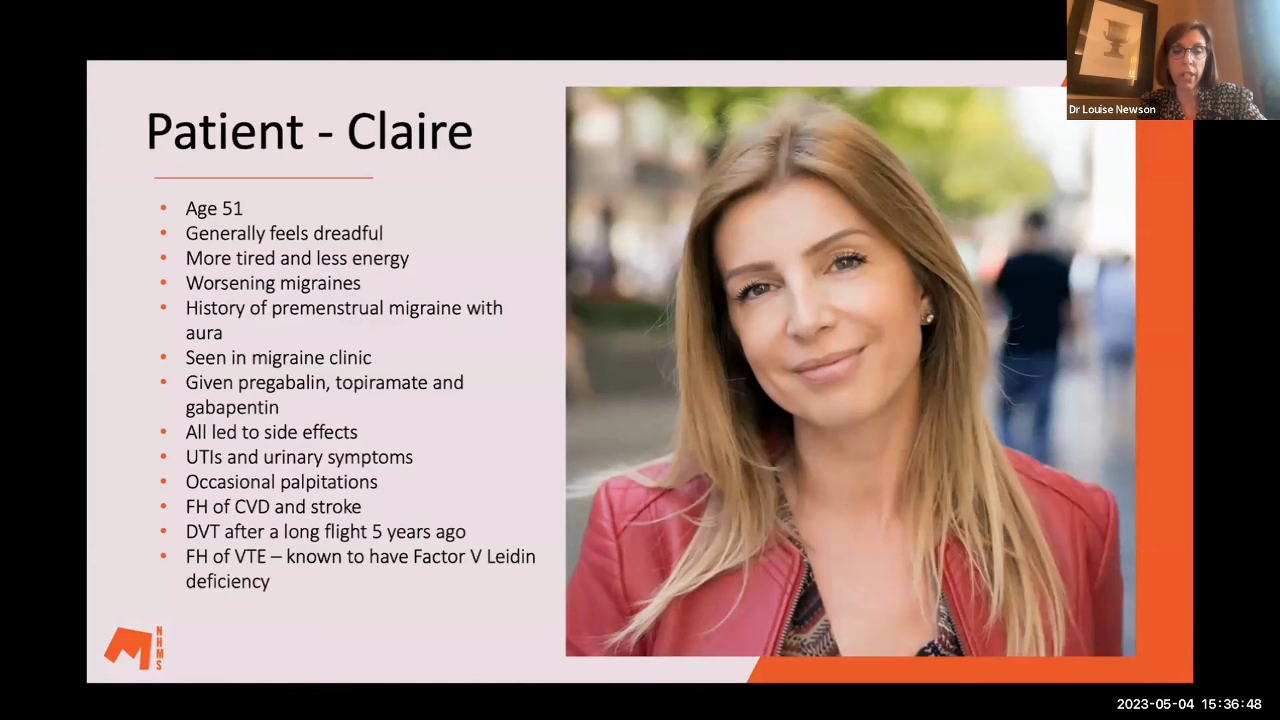 Patient - Claire
Age 51
Generally feels dreadful
More tired and less energy
Worsening migraines
History of premenstrual migraine with
aura
Seen in migraine clinic
Given pregabalin, topiramate and
gabapentin
All led to side effects
UTIs and urinary symptoms
Occasional palpitations
FH of CVD and stroke
DVT after a long flight 5 years ago
FH of VTE – known to have Factor V Leidin
deficiency
NHMS
Dr Louise Newson
2023-05-04 15:36:48